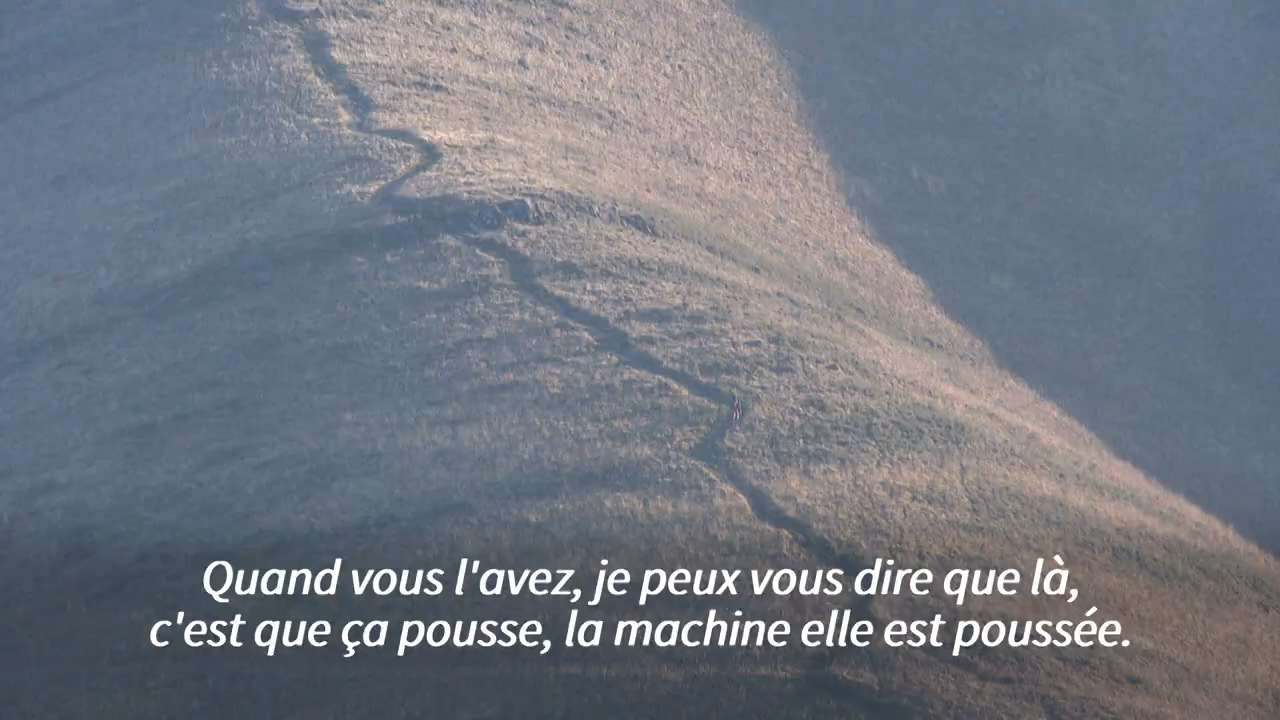 Quand vous l'avez, je peux vous dire que là,
c'est que ça pousse, la machine elle est poussée.